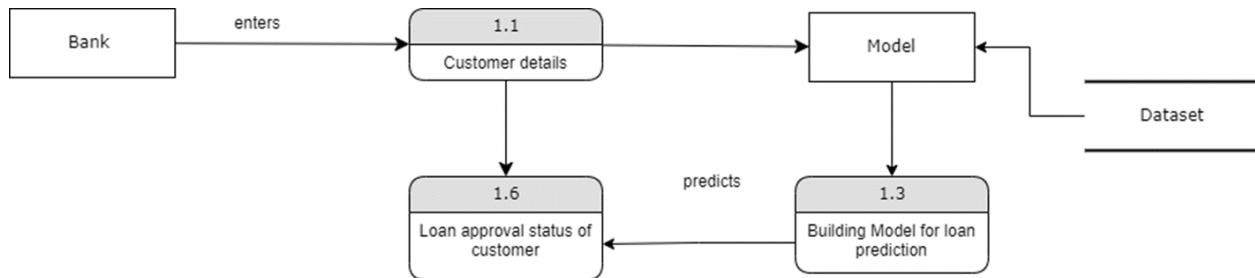 Bank
enters
1.1
Customer details
Model
Dataset
1.6
Loan approval status of
customer
predicts
1.3
Building Model for loan
prediction